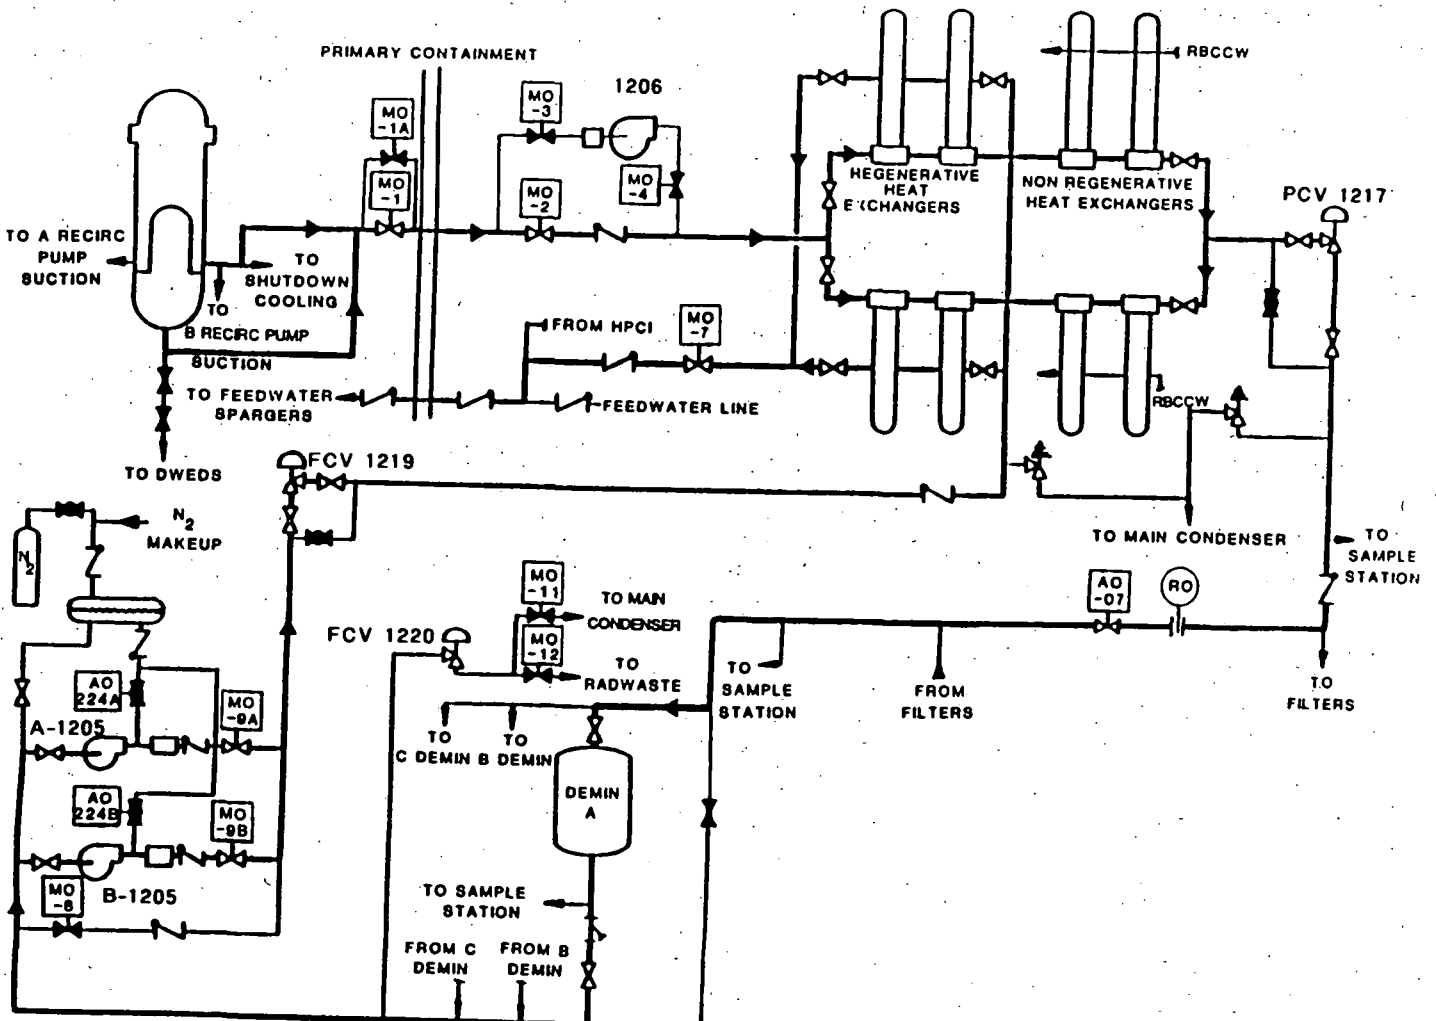 PRIMARY CONTAINMENT
1206
RBCCW
MO
-3
MO
-1A
MO
-1
MO
-2
MO
-4
HEGENERATIVE
HEAT
EXCHANGERS
NON REGENERATIVE
HEAT EXCHANGERS
PCV 1217
TO A RECIRC
PUMP
SUCTION
TO
SHUTDOWN
COOLING
TO
B RECIRC PUMP
SUCTION
FROM HPCI
MO
-7
TO FEEDWATER
SPARGERS
FEEDWATER LINE
RBCCW
TO DWEDS
FCV 1219
N2
MAKEUP
N2
TO MAIN CONDENSER
TO
SAMPLE
STATION
MO
-11
TO MAIN
CONDENSER
AO
-07
RO
FCV 1220
MO
-12
TO
RADWASTE
TO
SAMPLE
STATION
FROM
FILTERS
TO
FILTERS
AO
224A
MO
-9A
A-1205
TO
C DEMIN
TO
B DEMIN
DEMIN
A
AO
224B
MO
-9B
B-1205
MO
-8
TO SAMPLE
STATION
FROM C
DEMIN
FROM B
DEMIN